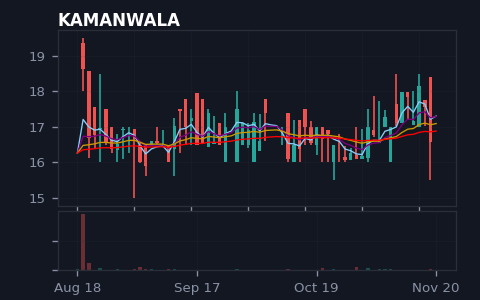 KAMANWALA
19
18
17
16
15
Aug 18
Sep 17
Oct 19
Nov 20